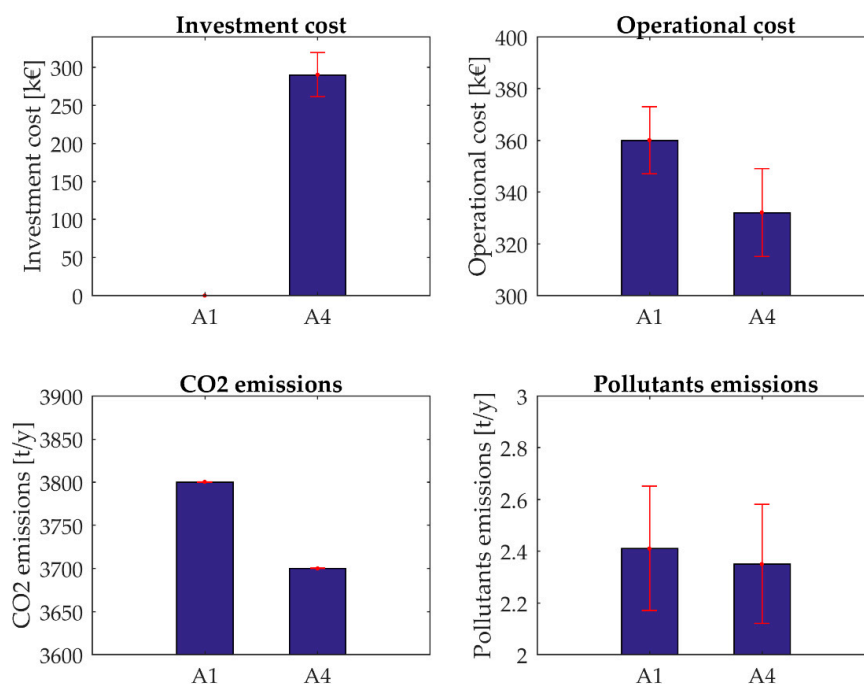 Investment cost
Investment cost [k€]
300
250
200
150
100
50
0
A1 A4
Operational cost
Operational cost [k€]
400
380
360
340
320
300
A1 A4
CO2 emissions
CO2 emissions [t/y]
3900
3850
3800
3750
3700
3650
3600
A1 A4
Pollutants emissions
Pollutants emissions [t/y]
3
2.8
2.6
2.4
2.2
2
A1 A4